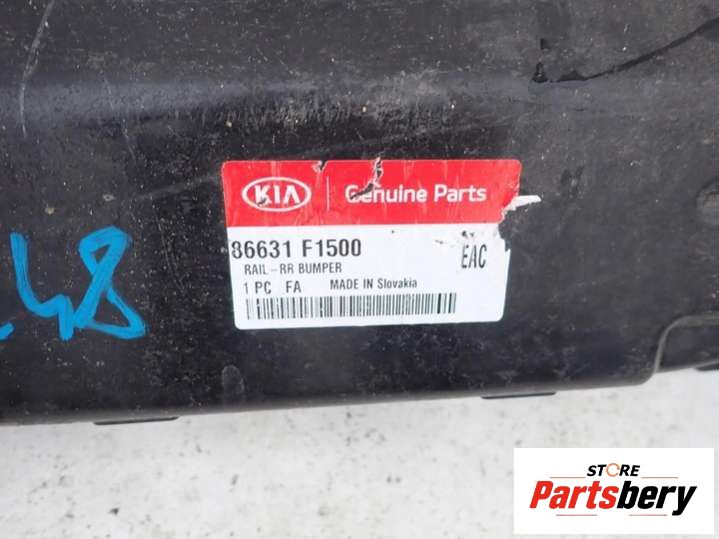 KIA Genuine Parts
86631 F1500
RAIL-RR BUMPER
EAC
1 PC FA MADE IN Slovakia
48
STORE
Partsbery